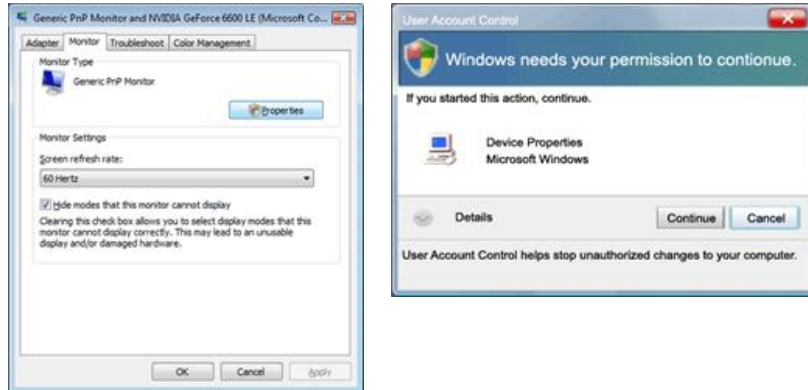 Generic PnP Monitor and NVIDIA GeForce 6600 LE (Microsoft Co...
Adapter Monitor Troubleshoot Color Management
Monitor Type
Generic PnP Monitor
Properties
Monitor Settings
Screen refresh rate:
60 Hertz
Hide modes that this monitor cannot display
Clearing this check box allows you to select display modes that this
monitor cannot display correctly. This may lead to an unusable
display and/or damaged hardware.
OK Cancel Apply
User Account Control
Windows needs your permission to contionue.
If you started this action, continue.
Device Properties
Microsoft Windows
Details Continue Cancel
User Account Control helps stop unauthorized changes to your computer.